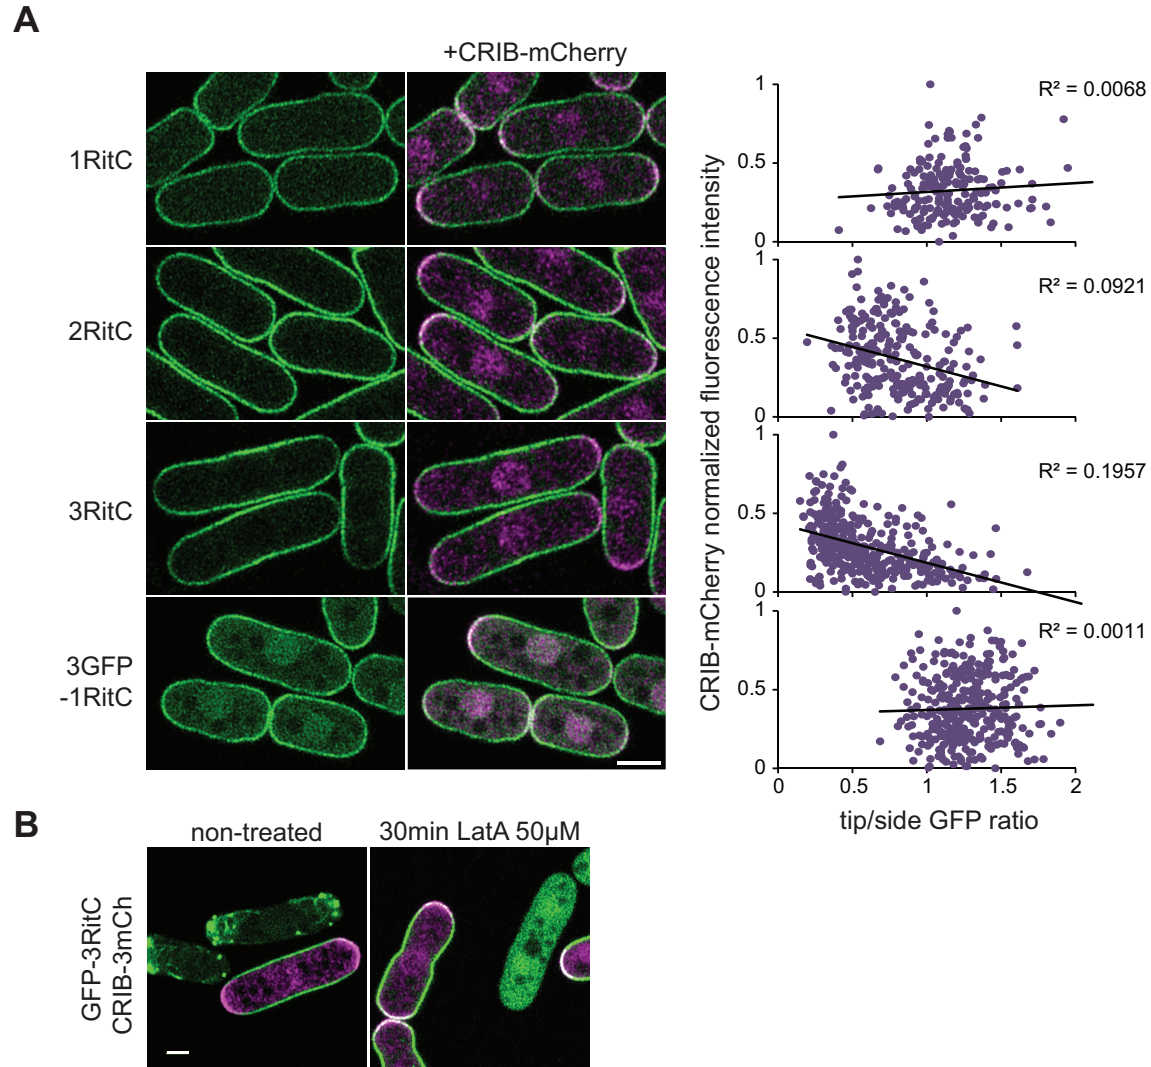 A
+CRIB-mCherry
1RitC
2RitC
3RitC
3GFP
-1RitC
CRIB-mCherry normalized fluorescence intensity
1
0.5
0
R² = 0.0068
1
0.5
0
R² = 0.0921
1
0.5
0
R² = 0.1957
1
0.5
0
R² = 0.0011
0
0.5
1
1.5
2
tip/side GFP ratio
B
non-treated
30min LatA 50µM
GFP-3RitC
CRIB-3mCh